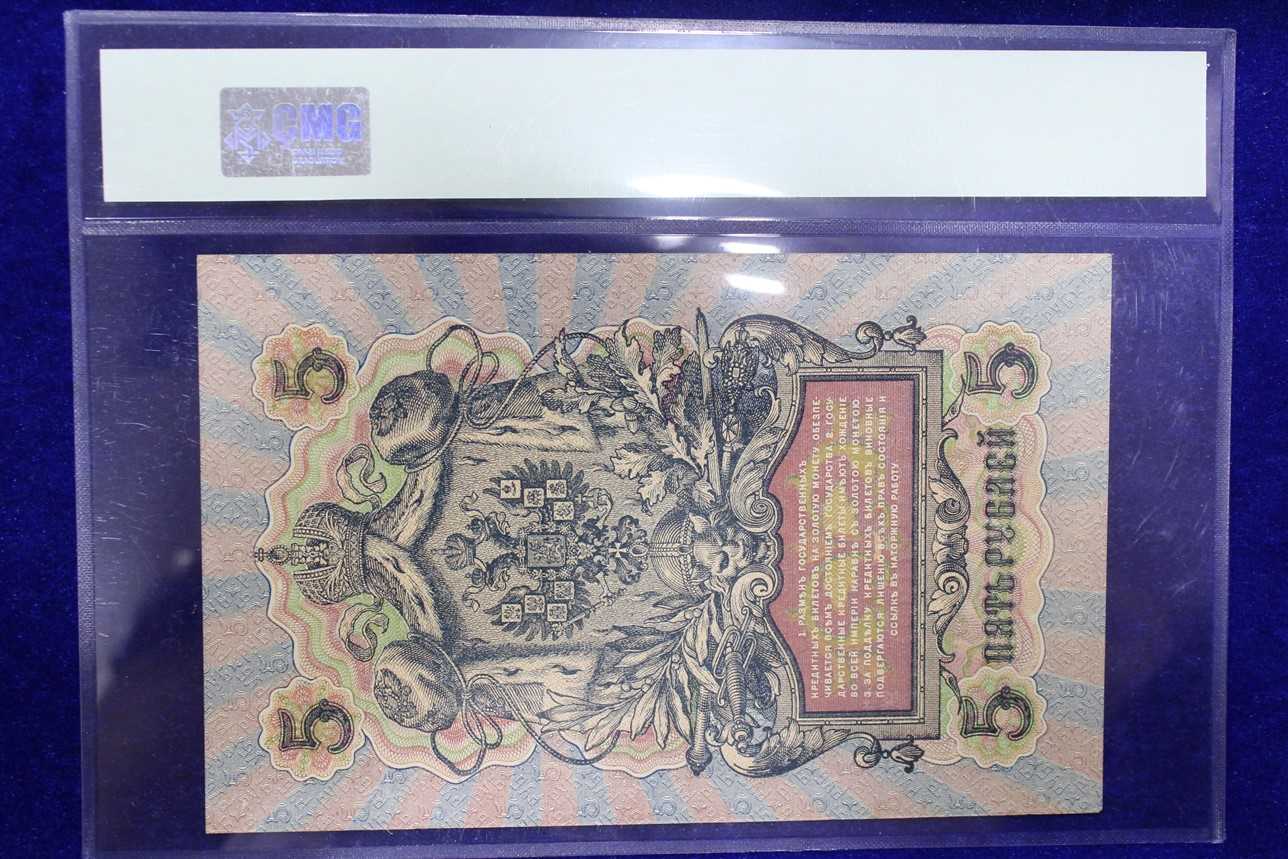 CMG
5
5
1. РАЗМѢНЪ ГОСУДАРСТВЕННЫХЪ
КРЕДИТНЫХЪ БИЛЕТОВЪ НА ЗОЛОТУЮ МОНЕТУ ОБЕЗПЕ-
ЧИВАЕТСЯ ВСѢМЪ ДОСТОЯНІЕМЪ ГОСУДАРСТВА. 2. ГОСУ-
ДАРСТВЕННЫЕ КРЕДИТНЫЕ БИЛЕТЫ ИМѢЮТЪ ХОЖДЕНІЕ
ВО ВСЕЙ ИМПЕРІИ НАРАВНѢ СЪ ЗОЛОТОЮ МОНЕТОЮ.
3. ЗА ПОДДѢЛКУ КРЕДИТНЫХЪ БИЛЕТОВЪ ВИНОВНЫЕ
ПОДВЕРГАЮТСЯ ЛИШЕНІЮ ВСѢХЪ ПРАВЪ СОСТОЯНІЯ И
ССЫЛКѢ ВЪ КАТОРЖНУЮ РАБОТУ.
5 ПЯТЬ РУБЛЕЙ 5